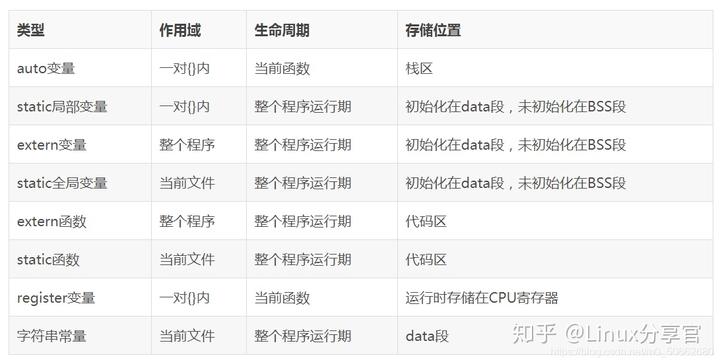 类型 作用域 生命周期 存储位置
auto变量 一对{}内 当前函数 栈区
static局部变量 一对{}内 整个程序运行期 初始化在data段，未初始化在BSS段
extern变量 整个程序 整个程序运行期 初始化在data段，未初始化在BSS段
static全局变量 当前文件 整个程序运行期 初始化在data段，未初始化在BSS段
extern函数 整个程序 整个程序运行期 代码区
static函数 当前文件 整个程序运行期 代码区
register变量 一对{}内 当前函数 运行时存储在CPU寄存器
字符串常量 当前文件 整个程序运行期 data段
知乎 @Linux分享官